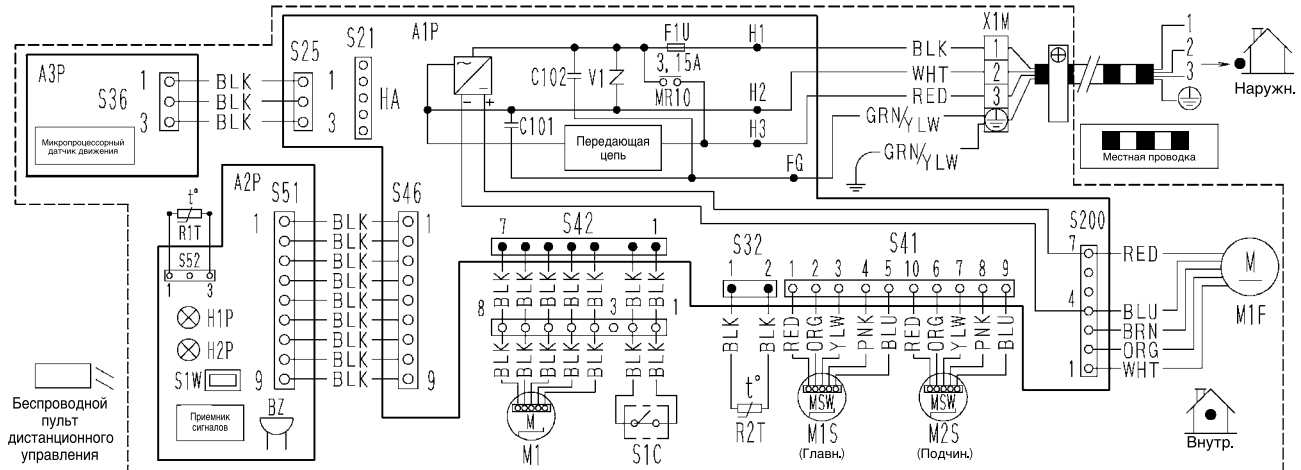 A3P
S36
1
3
Микропроцессорный
датчик движения
BLK
BLK
BLK
S25
1
3
S21
HA
A1P
C102
V1
F1U
3.15A
MR10
C101
Передающая
цепь
H1
H2
H3
FG
BLK
WHT
RED
GRN/YLW
GRN/YLW
X1M
1
2
3
1
2
3
Наружн.
Местная проводка
A2P
S51
1
9
t°
R1T
S52
1
3
H1P
H2P
S1W
Приемник
сигналов
BZ
BLK
BLK
BLK
BLK
BLK
BLK
BLK
BLK
BLK
S46
1
9
S42
7
1
BLK
BLK
BLK
BLK
BLK
BLK
BLK
8
3
1
BLK
BLK
BLK
BLK
BLK
BLK
BLK
M
M1
S1C
S32
1
2
BLK
BLK
t°
R2T
S41
1
2
3
4
5
10
6
7
8
9
RED
ORG
YLW
PNK
BLU
RED
ORG
YLW
PNK
BLU
MSW
M1S
(Главн.)
MSW
M2S
(Подчин.)
S200
7
4
1
RED
BLU
BRN
ORG
WHT
M
M1F
Внутр.
Беспроводной
пульт
дистанционного
управления